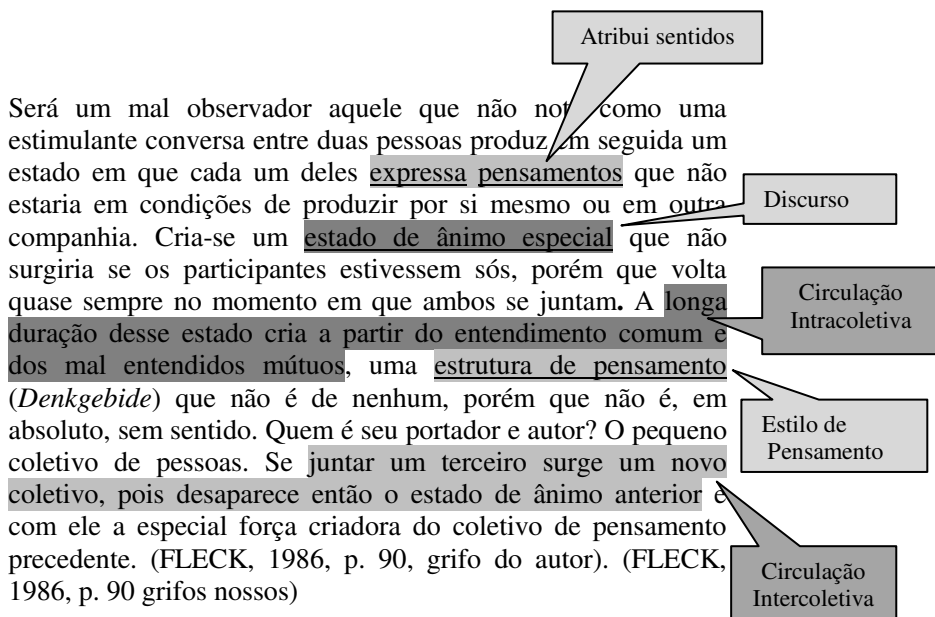 Atribui sentidos
Será um mal observador aquele que não nota como uma
estimulante conversa entre duas pessoas produz em seguida um
estado em que cada um deles expressa pensamentos que não
estaria em condições de produzir por si mesmo ou em outra
companhia. Cria-se um estado de ânimo especial que não
surgiria se os participantes estivessem sós, porém que volta
quase sempre no momento em que ambos se juntam. A longa
duração desse estado cria a partir do entendimento comum e
dos mal entendidos mútuos, uma estrutura de pensamento
(Denkgebide) que não é de nenhum, porém que não é, em
absoluto, sem sentido. Quem é seu portador e autor? O pequeno
coletivo de pessoas. Se juntar um terceiro surge um novo
coletivo, pois desaparece então o estado de ânimo anterior e
com ele a especial força criadora do coletivo de pensamento
precedente. (FLECK, 1986, p. 90, grifo do autor). (FLECK,
1986, p. 90 grifos nossos)
Discurso
Circulação
Intracoletiva
Estilo de
Pensamento
Circulação
Intercoletiva